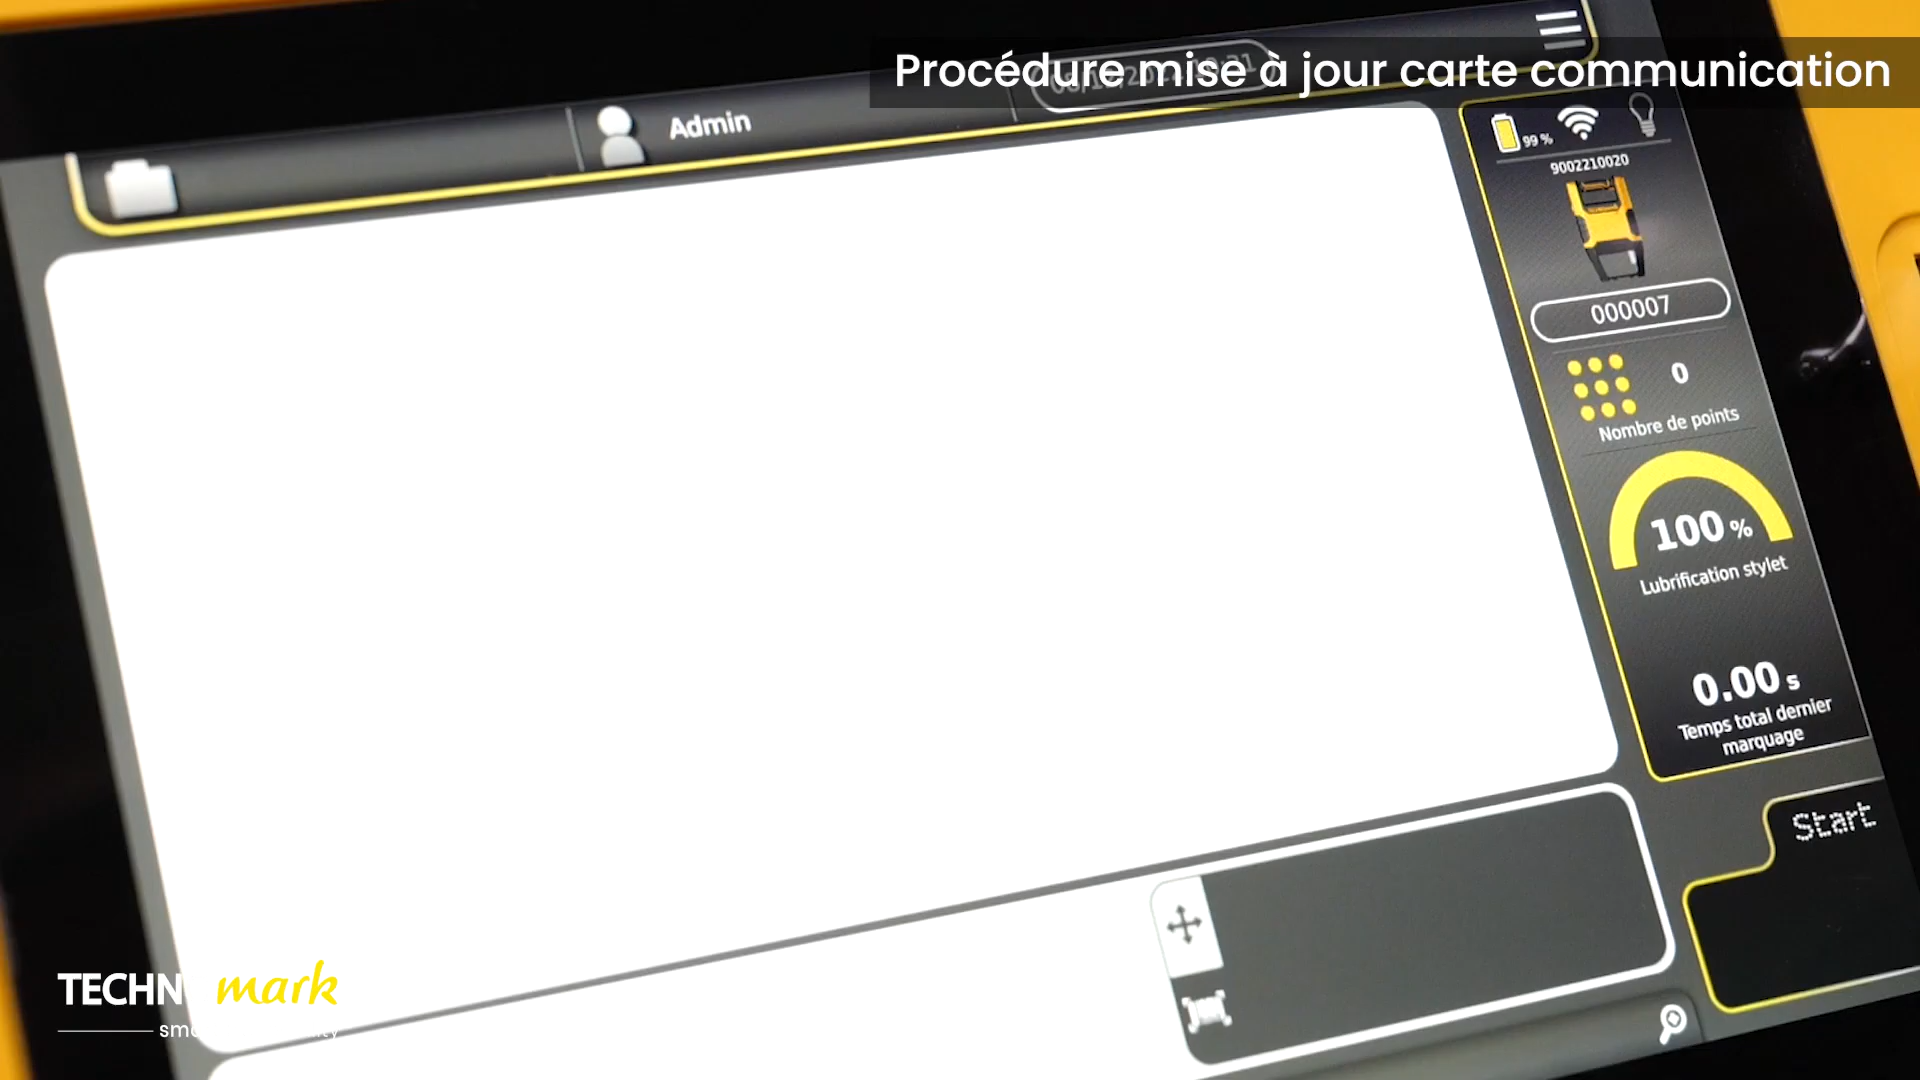 Procédure mise à jour carte communication
Admin
99 %
9002210020
000007
0
Nombre de points
100 %
Lubrification stylet
0.00 s
Temps total dernier
marquage
Start
TECHN mark